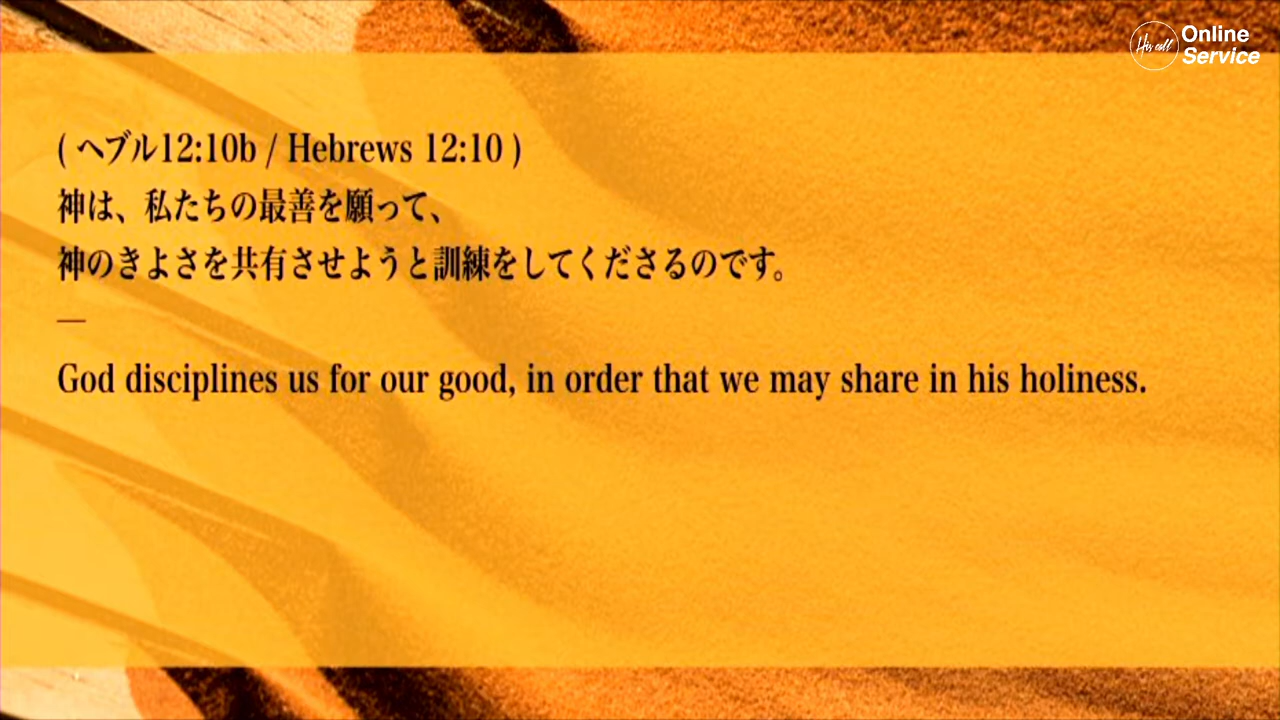 His call
Online
Service
( ヘブル12:10b / Hebrews 12:10 )
神は、私たちの最善を願って、
神のきよさを共有させようと訓練をしてくださるのです。
—
God disciplines us for our good, in order that we may share in his holiness.